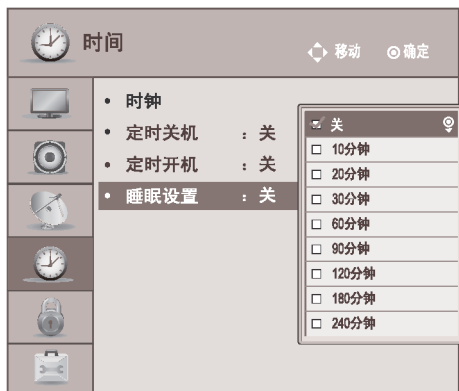 时间
移动 确定
• 时钟
• 定时关机 : 关
• 定时开机 : 关
• 睡眠设置 : 关
关
10分钟
20分钟
30分钟
60分钟
90分钟
120分钟
180分钟
240分钟